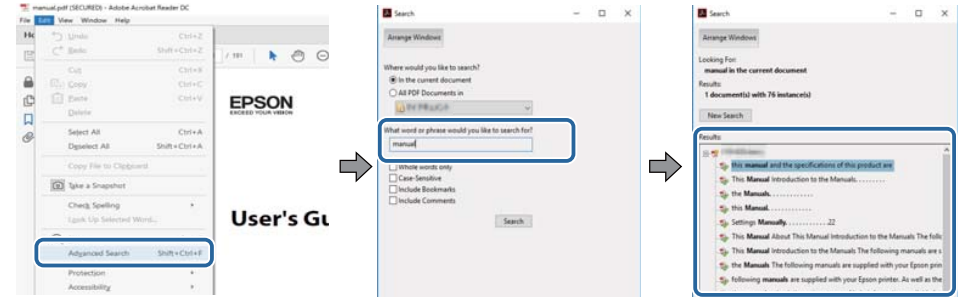 manual.pdf (SECURED) - Adobe Acrobat Reader DC
File Edit View Window Help
Undo Ctrl+Z
Redo Shift+Ctrl+Z
Cut Ctrl+X
Copy Ctrl+C
Paste Ctrl+V
Delete
Select All Ctrl+A
Deselect All Shift+Ctrl+A
Copy File to Clipboard
Take a Snapshot
Check Spelling
Look Up Selected Word...
Advanced Search Shift+Ctrl+F
Protection
Accessibility
/ 191
EPSON
EXCEED YOUR VISION
User's Gu
Search
Arrange Windows
Where would you like to search?
In the current document
All PDF Documents in
What word or phrase would you like to search for?
manual
Whole words only
Case-Sensitive
Include Bookmarks
Include Comments
Search
Search
Arrange Windows
Looking For:
manual in the current document
Results:
1 document(s) with 76 instance(s)
New Search
Results:
this manual and the specifications of this product are
This Manual Introduction to the Manuals. . . . . . . . .
the Manuals. . . . . . . . . . . .
this Manual. . . . . . . . . . . .
Settings Manually. . . . . . . . . . . .22
This Manual About This Manual Introduction to the Manuals The follo
This Manual Introduction to the Manuals The following manuals are s
the Manuals The following manuals are supplied with your Epson prin
following manuals are supplied with your Epson printer. As well as the